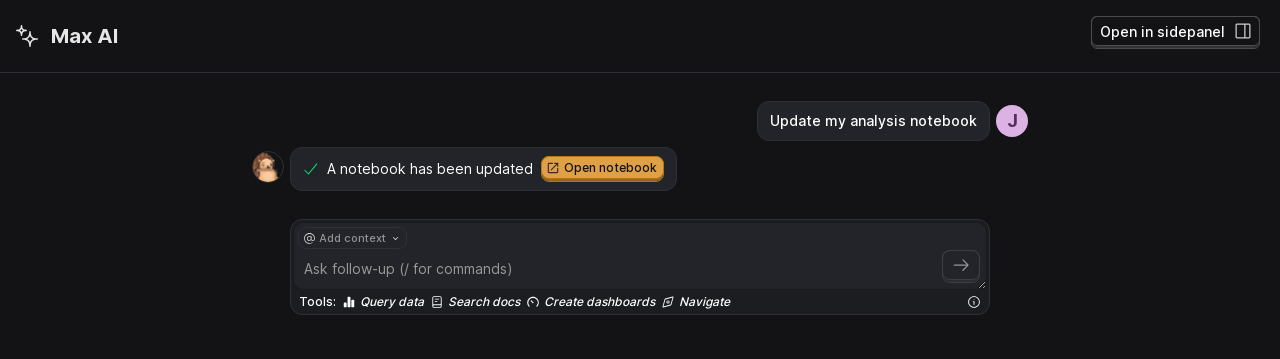 Max AI
Open in sidepanel
Update my analysis notebook
J
A notebook has been updated
Open notebook
@ Add context
Ask follow-up (/ for commands)
Tools: Query data Search docs Create dashboards Navigate